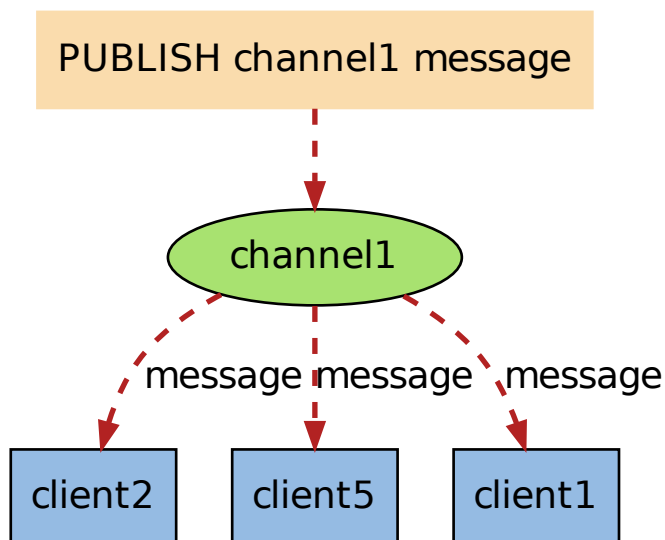 PUBLISH channel1 message
channel1
message message message
client2 client5 client1